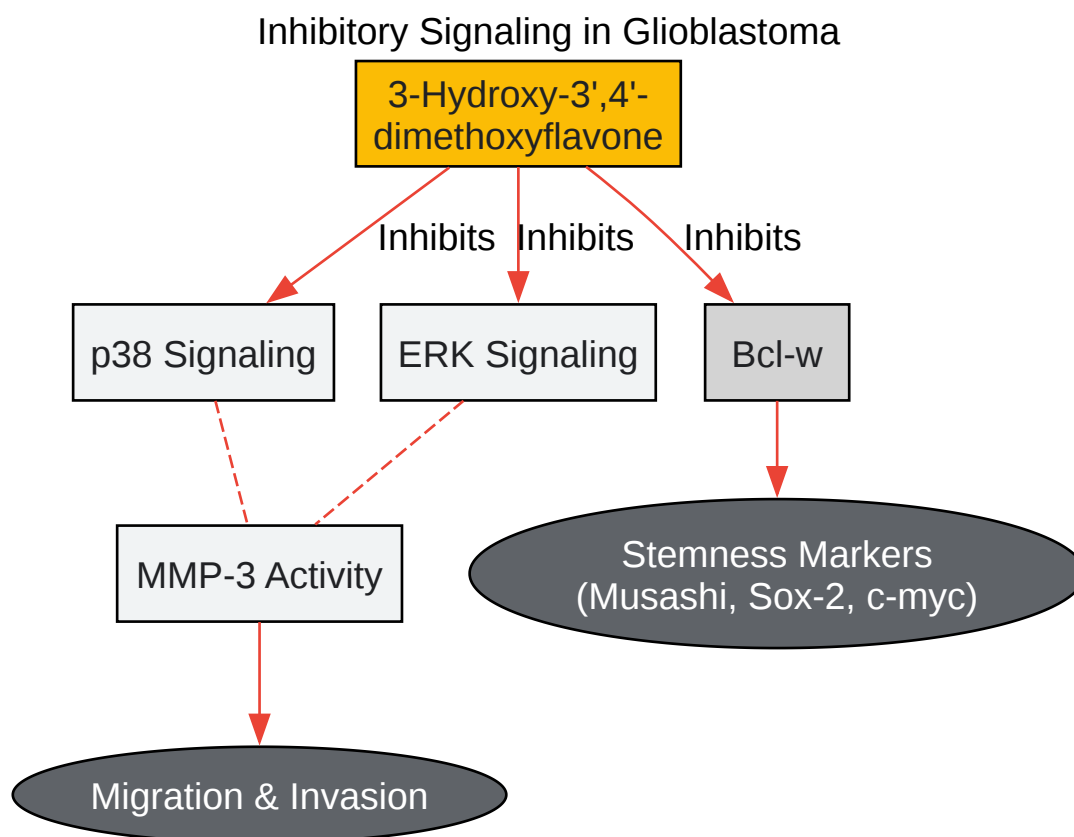 Inhibitory Signaling in Glioblastoma
3-Hydroxy-3',4'-
dimethoxyflavone
Inhibits
Inhibits
Inhibits
p38 Signaling
ERK Signaling
Bcl-w
MMP-3 Activity
Stemness Markers
(Musashi, Sox-2, c-myc)
Migration & Invasion